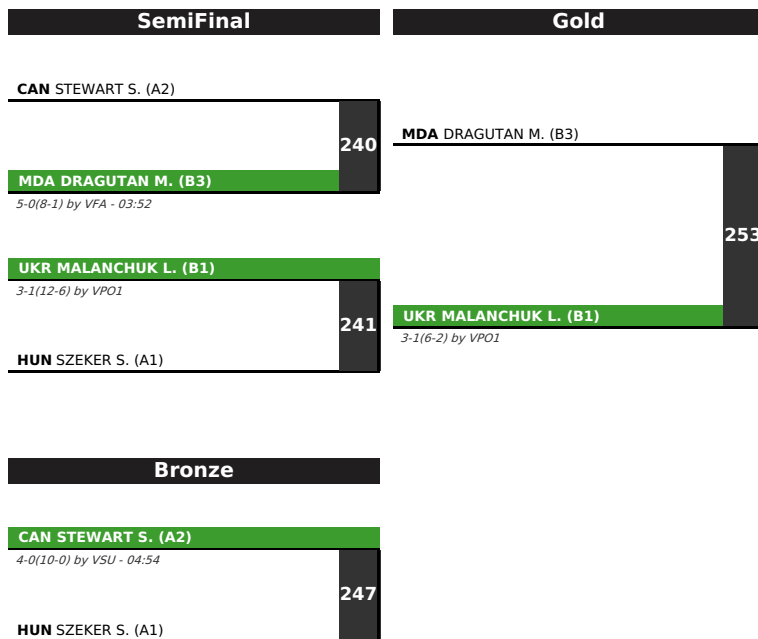 SemiFinal
CAN STEWART S. (A2)
240
MDA DRAGUTAN M. (B3)
5-0(8-1) by VFA - 03:52
UKR MALANCHUK L. (B1)
3-1(12-6) by VPO1
241
HUN SZEKER S. (A1)
Gold
MDA DRAGUTAN M. (B3)
253
UKR MALANCHUK L. (B1)
3-1(6-2) by VPO1
Bronze
CAN STEWART S. (A2)
4-0(10-0) by VSU - 04:54
247
HUN SZEKER S. (A1)